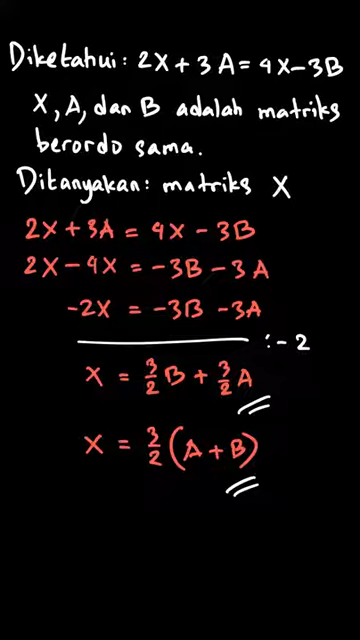 Diketahui: 2X + 3A = 4X - 3B
X, A, dan B adalah matriks
berordo sama.
Ditanyakan: matriks X
2X + 3A = 4X - 3B
2X - 4X = -3B - 3A
-2X = -3B - 3A
: -2
X = 3/2 B + 3/2 A
X = 3/2 (A + B)